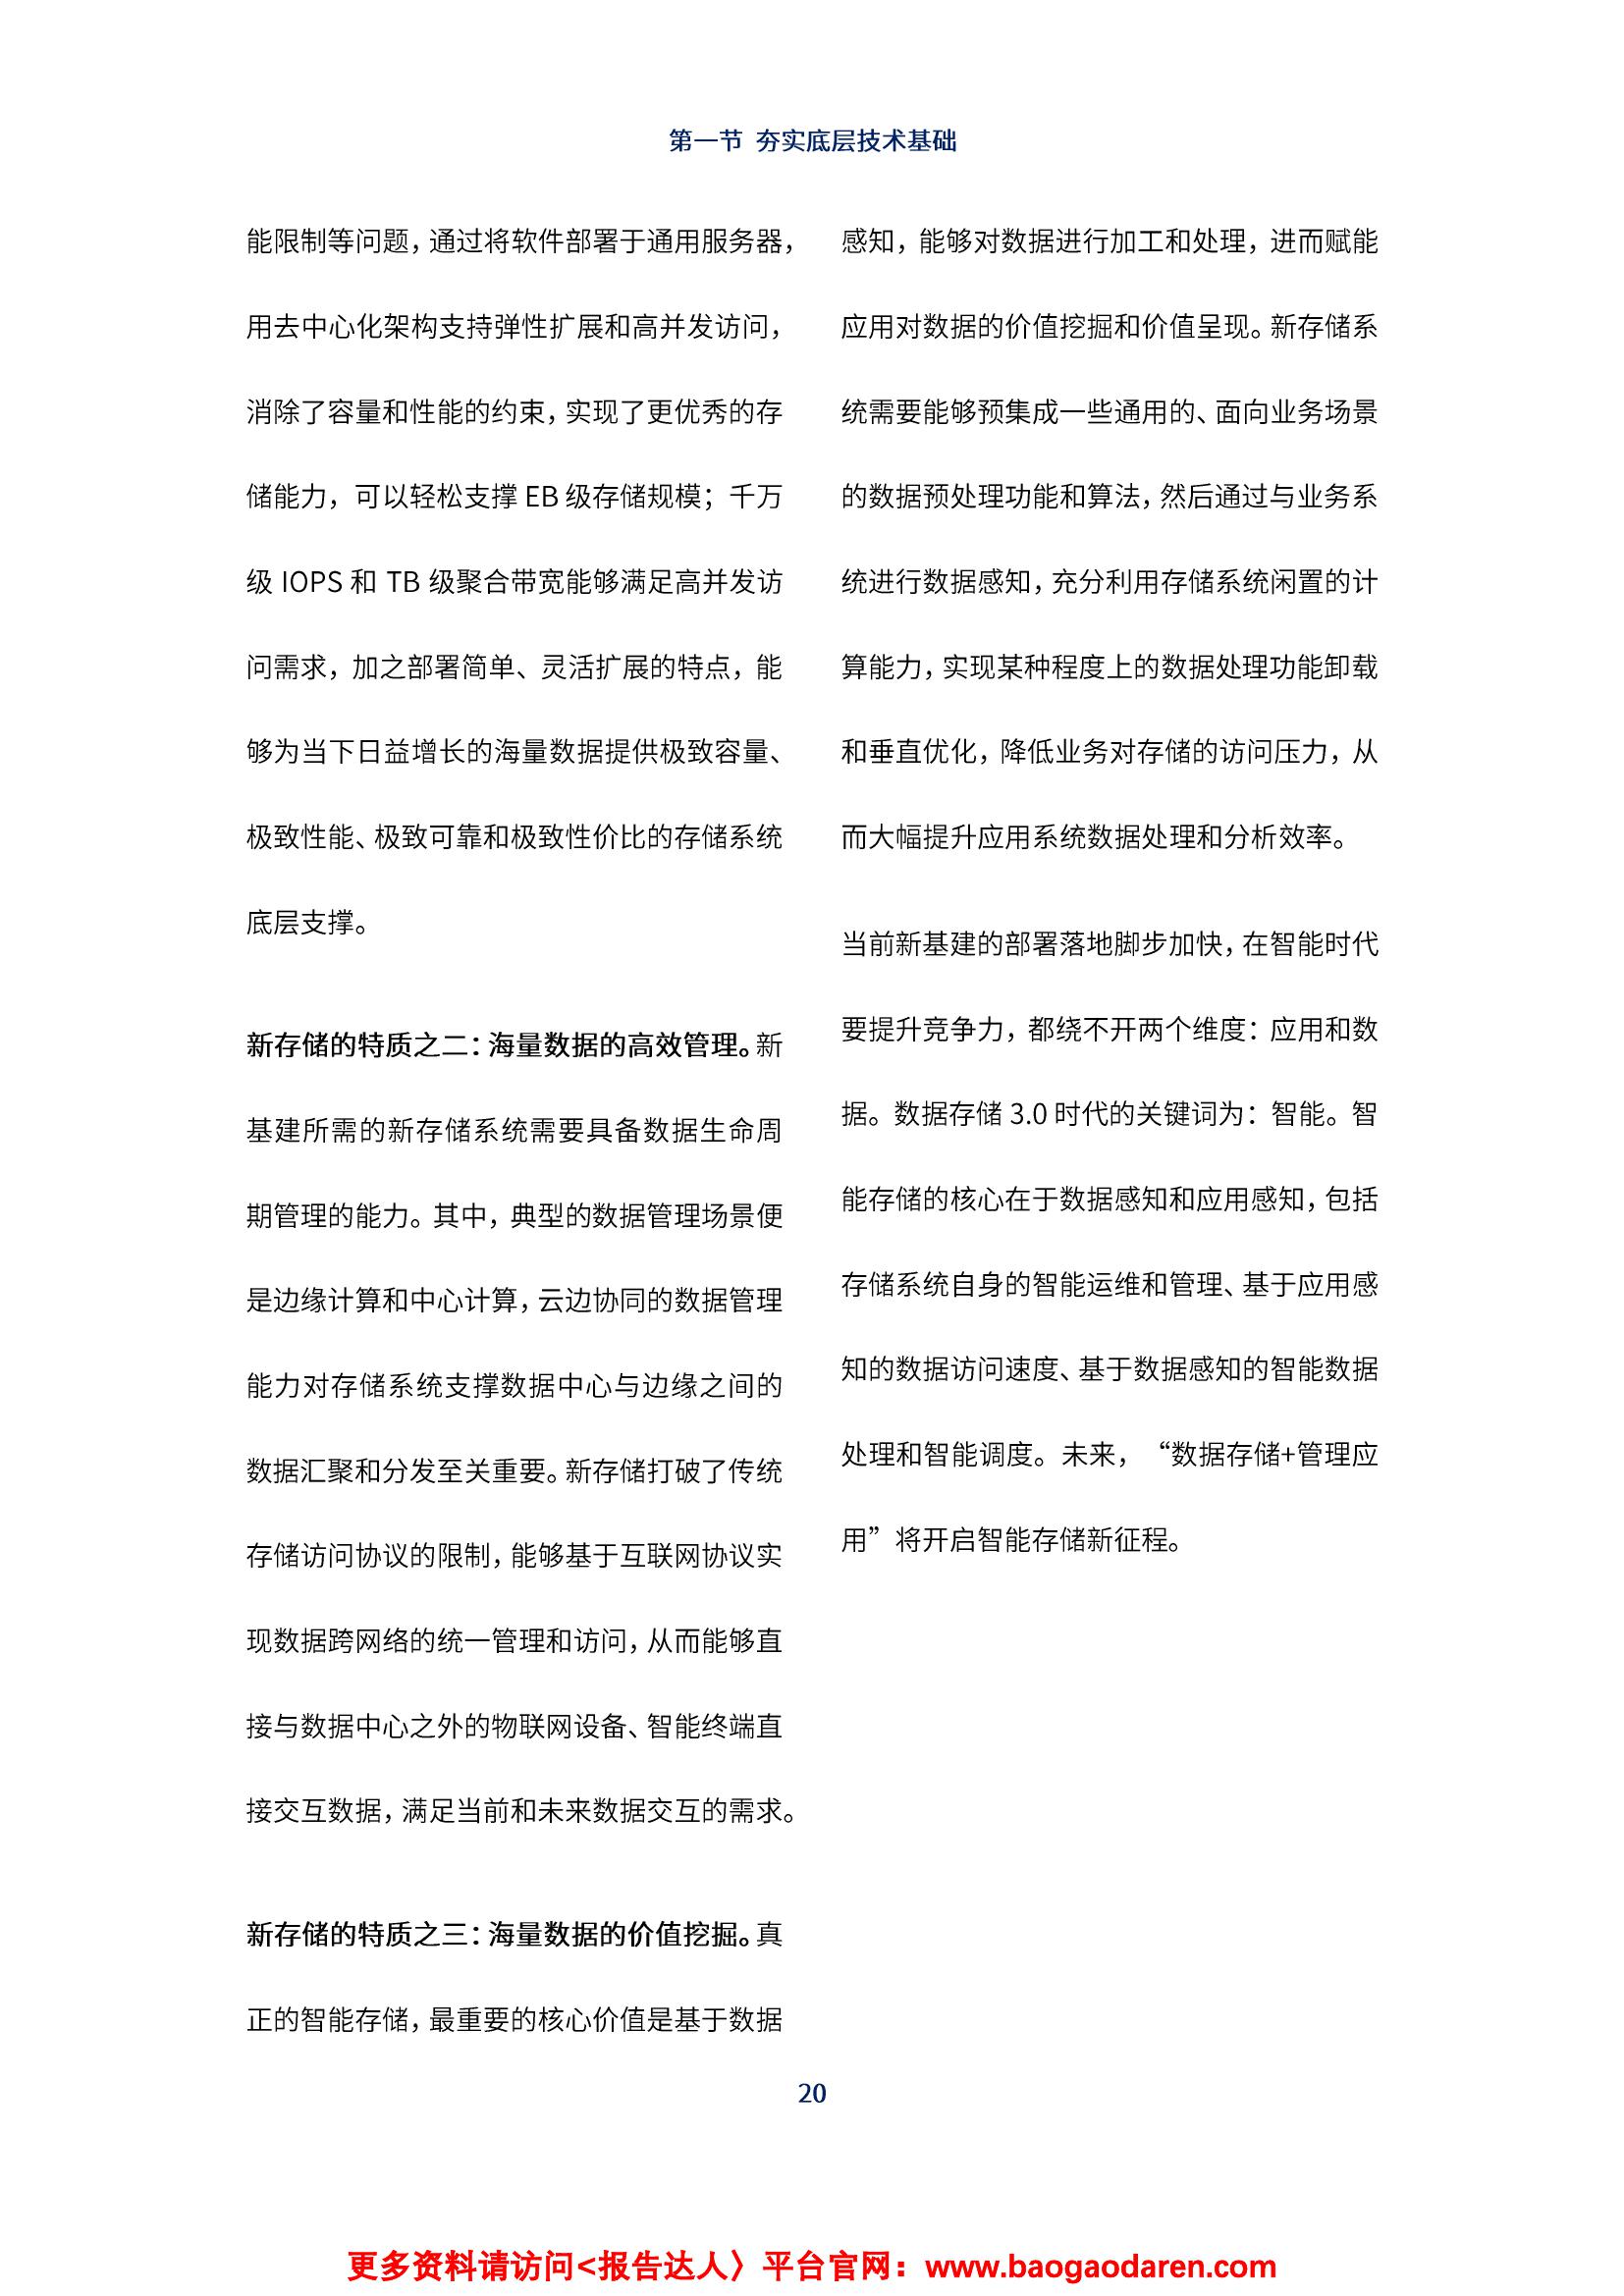 第一节 夯实底层技术基础
能限制等问题，通过将软件部署于通用服务器，
用去中心化架构支持弹性扩展和高并发访问，
消除了容量和性能的约束，实现了更优秀的存
储能力，可以轻松支撑 EB 级存储规模；千万
级 IOPS 和 TB 级聚合带宽能够满足高并发访
问需求，加之部署简单、灵活扩展的特点，能
够为当下日益增长的海量数据提供极致容量、
极致性能、极致可靠和极致性价比的存储系统
底层支撑。
新存储的特质之二：海量数据的高效管理。新
基建所需的新存储系统需要具备数据生命周
期管理的能力。其中，典型的数据管理场景便
是边缘计算和中心计算，云边协同的数据管理
能力对存储系统支撑数据中心与边缘之间的
数据汇聚和分发至关重要。新存储打破了传统
存储访问协议的限制，能够基于互联网协议实
现数据跨网络的统一管理和访问，从而能够直
接与数据中心之外的物联网设备、智能终端直
接交互数据，满足当前和未来数据交互的需求。
新存储的特质之三：海量数据的价值挖掘。真
正的智能存储，最重要的核心价值是基于数据
感知，能够对数据进行加工和处理，进而赋能
应用对数据的价值挖掘和价值呈现。新存储系
统需要能够预集成一些通用的、面向业务场景
的数据预处理功能和算法，然后通过与业务系
统进行数据感知，充分利用存储系统闲置的计
算能力，实现某种程度上的数据处理功能卸载
和垂直优化，降低业务对存储的访问压力，从
而大幅提升应用系统数据处理和分析效率。
当前新基建的部署落地脚步加快，在智能时代
要提升竞争力，都绕不开两个维度：应用和数
据。数据存储 3.0 时代的关键词为：智能。智
能存储的核心在于数据感知和应用感知，包括
存储系统自身的智能运维和管理、基于应用感
知的数据访问速度、基于数据感知的智能数据
处理和智能调度。未来，“数据存储+管理应
用”将开启智能存储新征程。
20
更多资料请访问<报告达人〉平台官网：www.baogaodaren.com